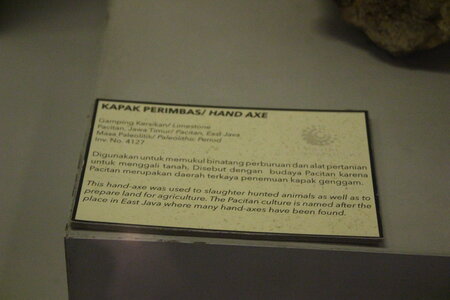 KAPAK PERIMBAS/ HAND AXE
Gamping Kersikan/ Limestone
Pacitan, Jawa Timur/ Pacitan, East Java
Masa Paleolitik/ Paleolithic Period
Inv. No. 4127
Digunakan untuk memukul binatang perburuan dan alat pertanian
untuk menggali tanah. Disebut dengan budaya Pacitan karena
Pacitan merupakan daerah terkaya penemuan kapak genggam.
This hand-axe was used to slaughter hunted animals as well as to
prepare land for agriculture. The Pacitan culture is named after the
place in East Java where many hand-axes have been found.